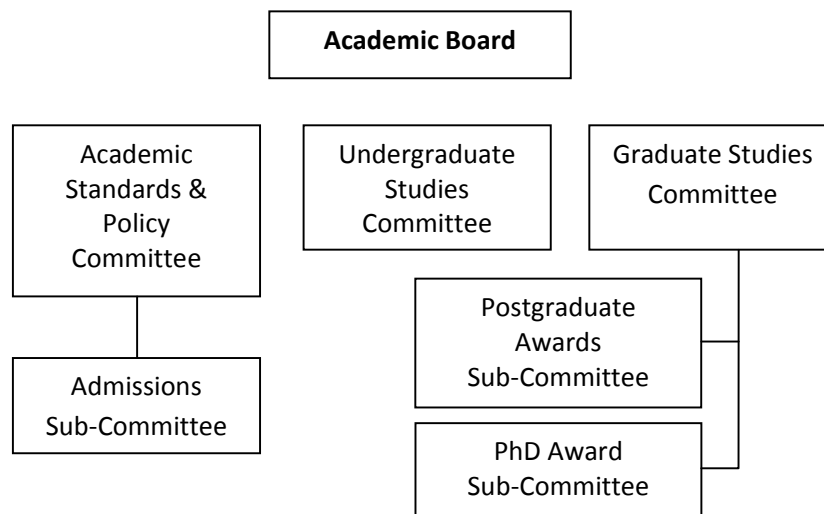 Academic Board
Academic
Standards &
Policy
Committee
Undergraduate
Studies
Committee
Graduate Studies
Committee
Postgraduate
Awards
Sub-Committee
Admissions
Sub-Committee
PhD Award
Sub-Committee